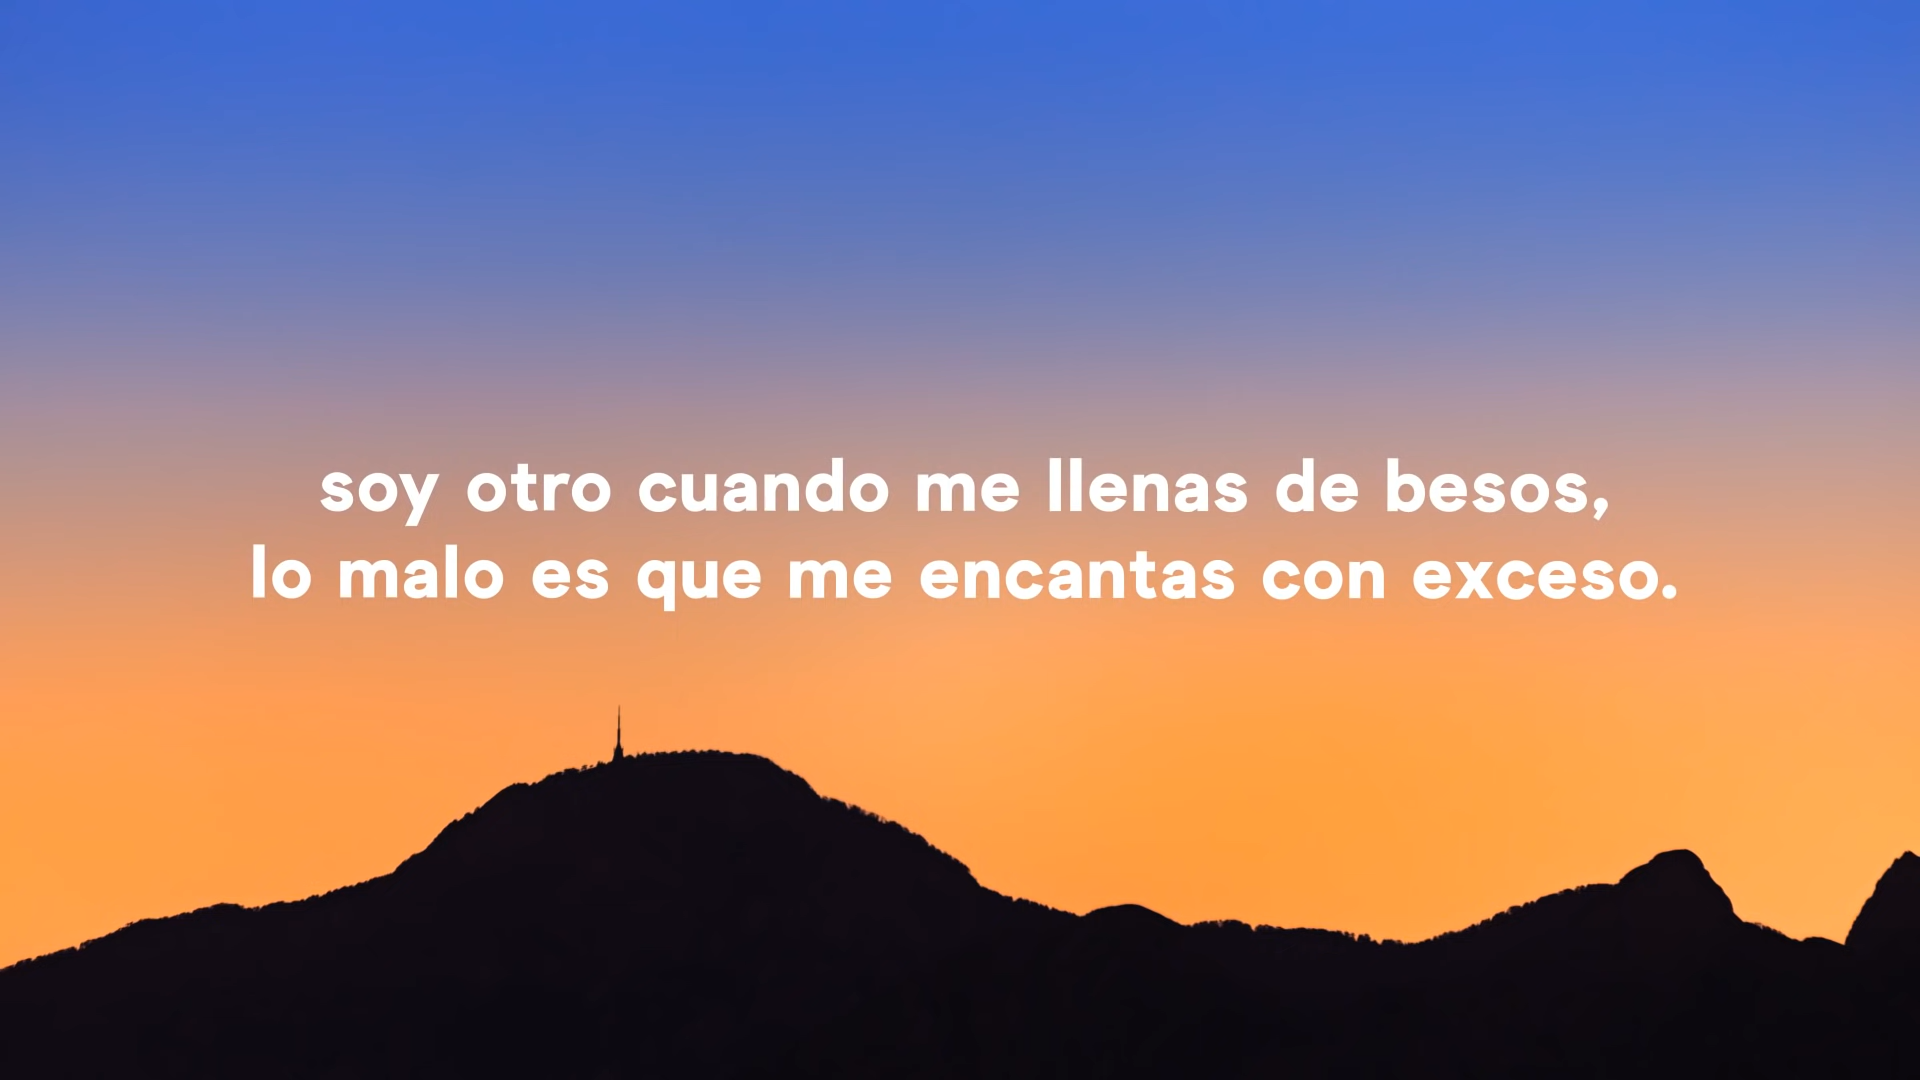 soy otro cuando me llenas de besos,
lo malo es que me encantas con exceso.